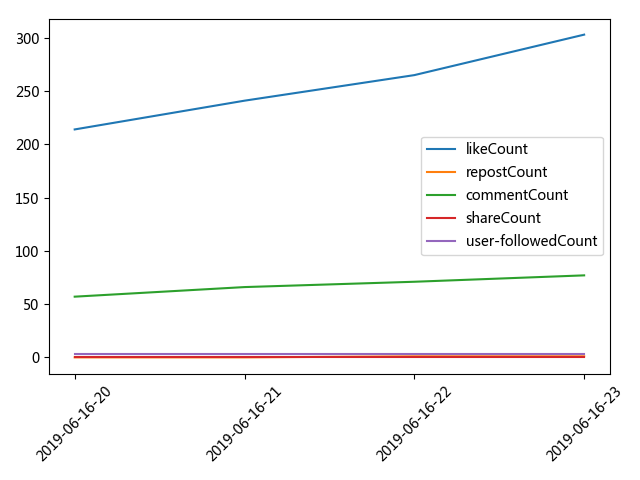 300
250
200
150
100
50
0
likeCount
repostCount
commentCount
shareCount
user-followedCount
2019-06-16-20
2019-06-16-21
2019-06-16-22
2019-06-16-23